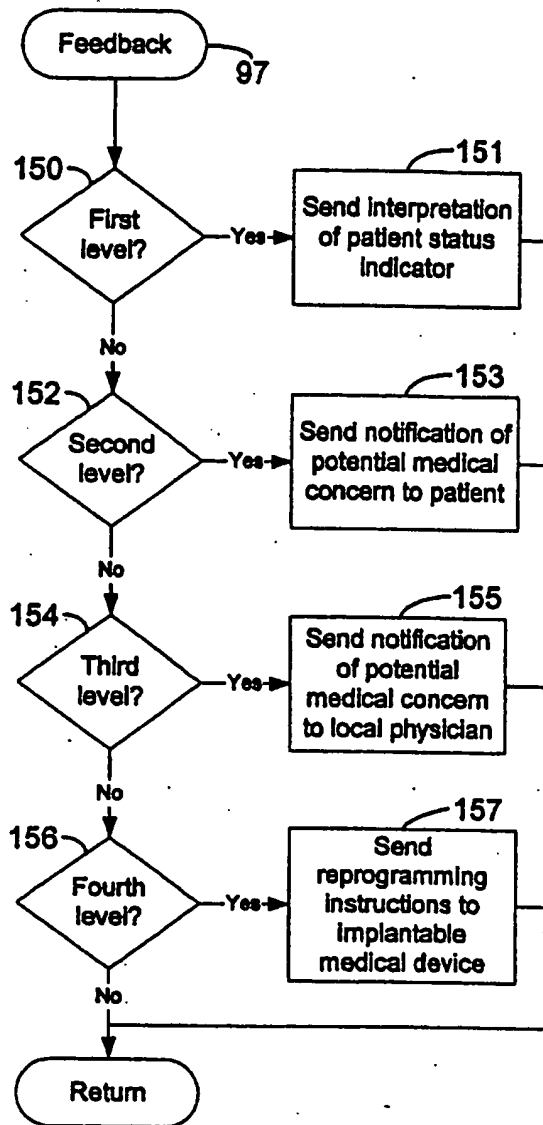 Feedback
97
150
First
level?
Yes
151
Send interpretation
of patient status
indicator
No
152
Second
level?
Yes
153
Send notification of
potential medical
concern to patient
No
154
Third
level?
Yes
155
Send notification
of potential
medical concern
to local physician
No
156
Fourth
level?
Yes
157
Send
reprogramming
instructions to
implantable
medical device
No
Return